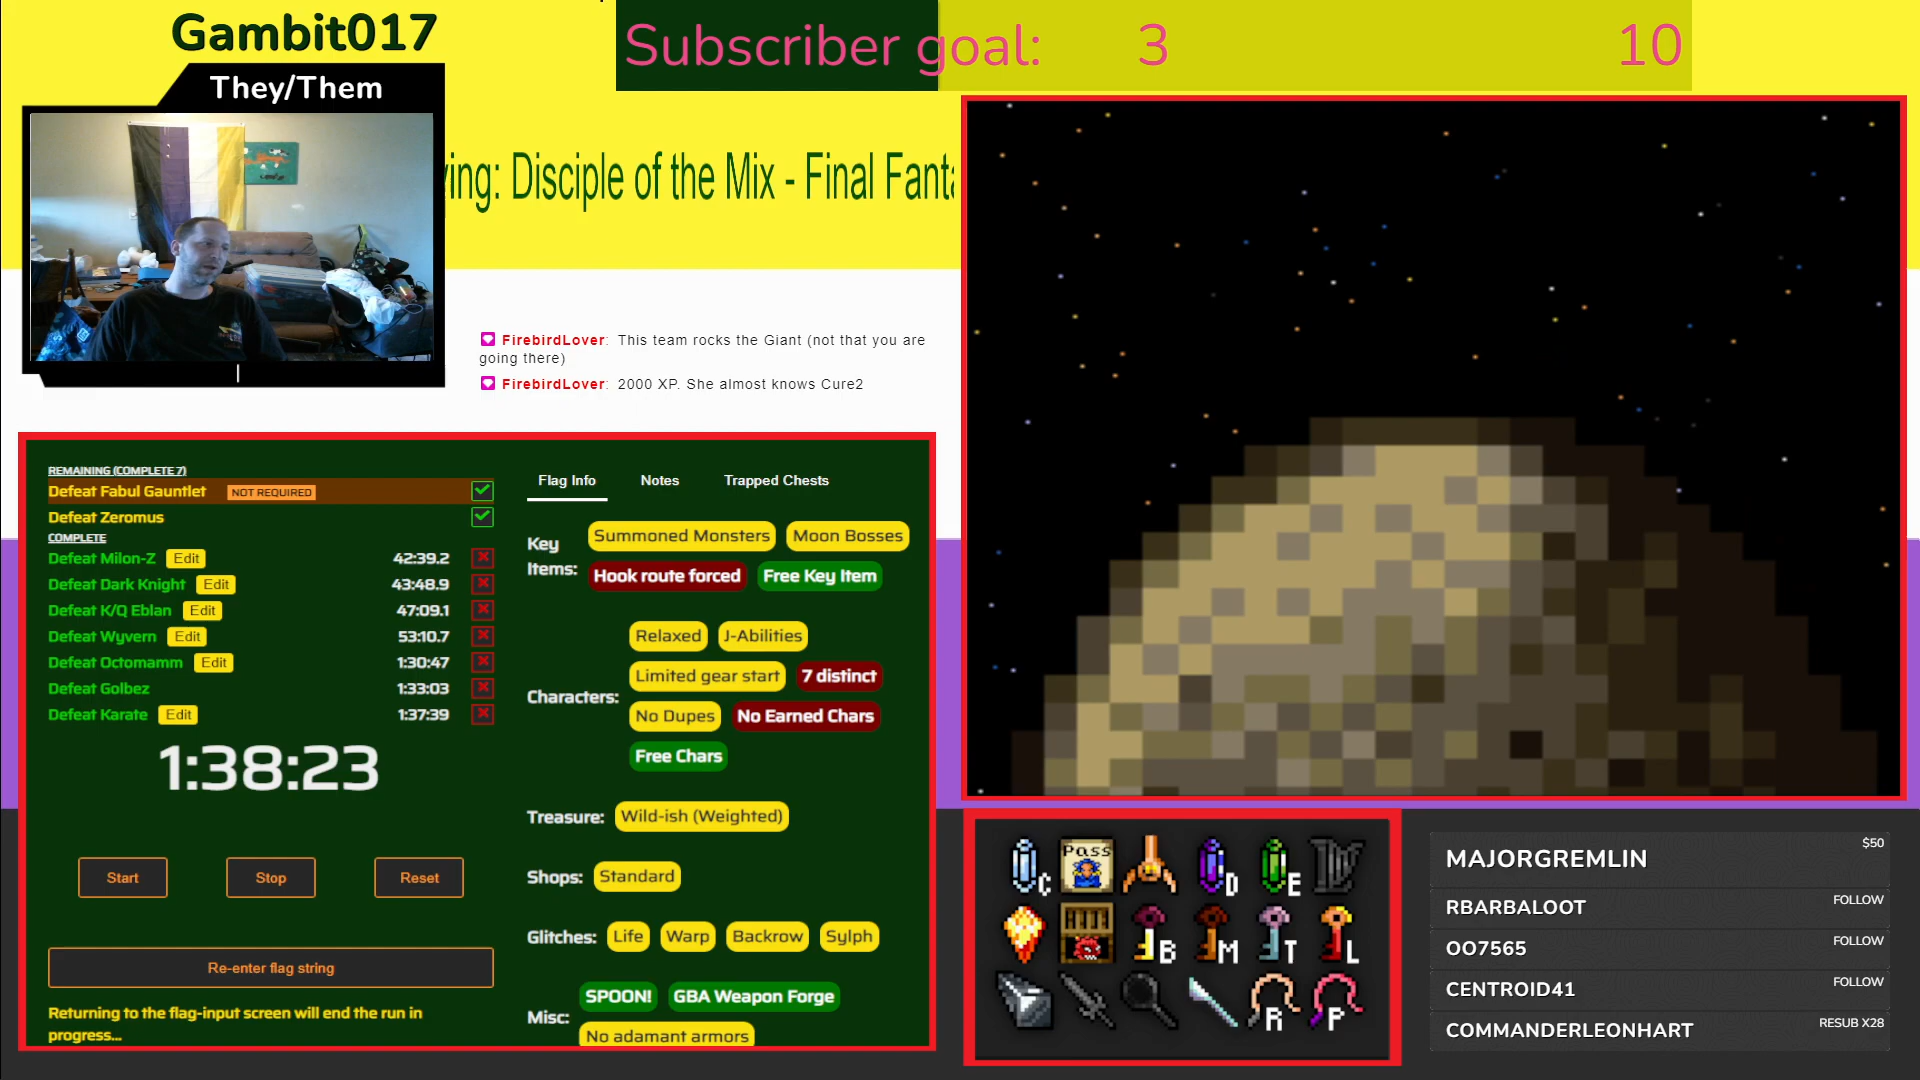 Gambit017
They/Them
Subscriber goal: 3 10
ying: Disciple of the Mix - Final Fanta
FirebirdLover: This team rocks the Giant (not that you are
going there)
FirebirdLover: 2000 XP. She almost knows Cure2
REMAINING (COMPLETE 7)
Defeat Fabul Gauntlet NOT REQUIRED
Defeat Zeromus
COMPLETE
Defeat Milon-Z Edit 42:39.2
Defeat Dark Knight Edit 43:48.9
Defeat K/Q Eblan Edit 47:09.1
Defeat Wyvern Edit 53:10.7
Defeat Octomamm Edit 1:30:47
Defeat Golbez 1:33:03
Defeat Karate Edit 1:37:39
1:38:23
Start Stop Reset
Re-enter flag string
Returning to the flag-input screen will end the run in
progress...
Flag Info Notes Trapped Chests
Key Items: Summoned Monsters Moon Bosses
Hook route forced Free Key Item
Characters: Relaxed J-Abilities
Limited gear start 7 distinct
No Dupes No Earned Chars
Free Chars
Treasure: Wild-ish (Weighted)
Shops: Standard
Glitches: Life Warp Backrow Sylph
Misc: SPOON! GBA Weapon Forge
No adamant armors
C Pass D E
B M T L
R P
MAJORGREMLIN $50
RBARBALOOT FOLLOW
OO7565 FOLLOW
CENTROID41 FOLLOW
COMMANDERLEONHART RESUB X28